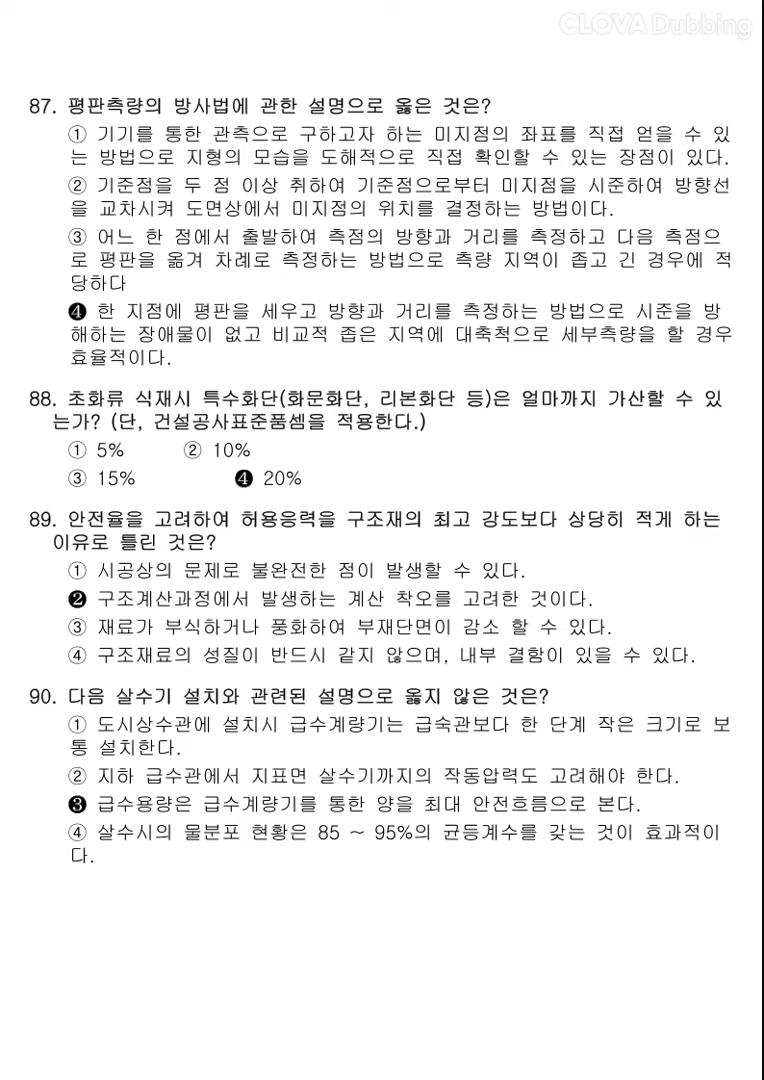 CLOVA Dubbing
87. 평판측량의 방사법에 관한 설명으로 옳은 것은?
① 기기를 통한 관측으로 구하고자 하는 미지점의 좌표를 직접 얻을 수 있
는 방법으로 지형의 모습을 도해적으로 직접 확인할 수 있는 장점이 있다.
② 기준점을 두 점 이상 취하여 기준점으로부터 미지점을 시준하여 방향선
을 교차시켜 도면상에서 미지점의 위치를 결정하는 방법이다.
③ 어느 한 점에서 출발하여 측점의 방향과 거리를 측정하고 다음 측점으
로 평판을 옮겨 차례로 측정하는 방법으로 측량 지역이 좁고 긴 경우에 적
당하다
❹ 한 지점에 평판을 세우고 방향과 거리를 측정하는 방법으로 시준을 방
해하는 장애물이 없고 비교적 좁은 지역에 대축척으로 세부측량을 할 경우
효율적이다.
88. 초화류 식재시 특수화단(화문화단, 리본화단 등)은 얼마까지 가산할 수 있
는가? (단, 건설공사표준품셈을 적용한다.)
① 5% ② 10%
③ 15% ❹ 20%
89. 안전율을 고려하여 허용응력을 구조재의 최고 강도보다 상당히 적게 하는
이유로 틀린 것은?
① 시공상의 문제로 불완전한 점이 발생할 수 있다.
❷ 구조계산과정에서 발생하는 계산 착오를 고려한 것이다.
③ 재료가 부식하거나 풍화하여 부재단면이 감소 할 수 있다.
④ 구조재료의 성질이 반드시 같지 않으며, 내부 결함이 있을 수 있다.
90. 다음 살수기 설치와 관련된 설명으로 옳지 않은 것은?
① 도시상수관에 설치시 급수계량기는 급숙관보다 한 단계 작은 크기로 보
통 설치한다.
② 지하 급수관에서 지표면 살수기까지의 작동압력도 고려해야 한다.
❸ 급수용량은 급수계량기를 통한 양을 최대 안전흐름으로 본다.
④ 살수시의 물분포 현황은 85 ~ 95%의 균등계수를 갖는 것이 효과적이
다.